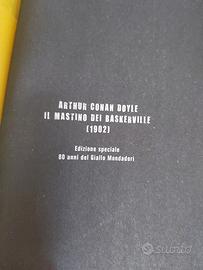 ARTHUR CONAN DOYLE
IL MASTINO DEI BASKERVILLE
(1902)
Edizione speciale
80 anni del Giallo Mondadori
subito